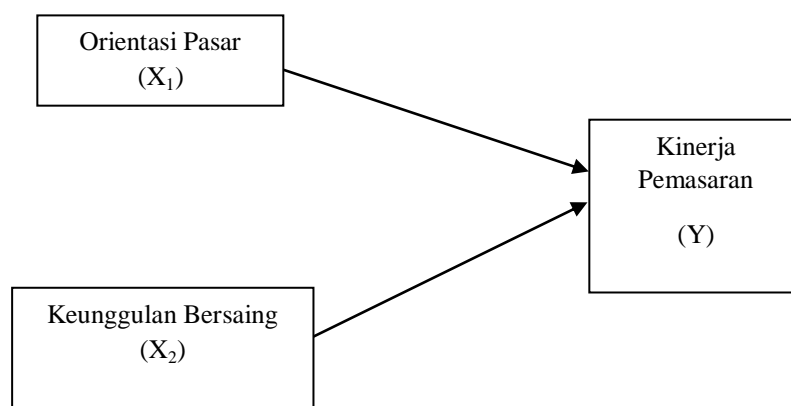 Orientasi Pasar
(X₁)
Kinerja
Pemasaran
(Y)
Keunggulan Bersaing
(X₂)